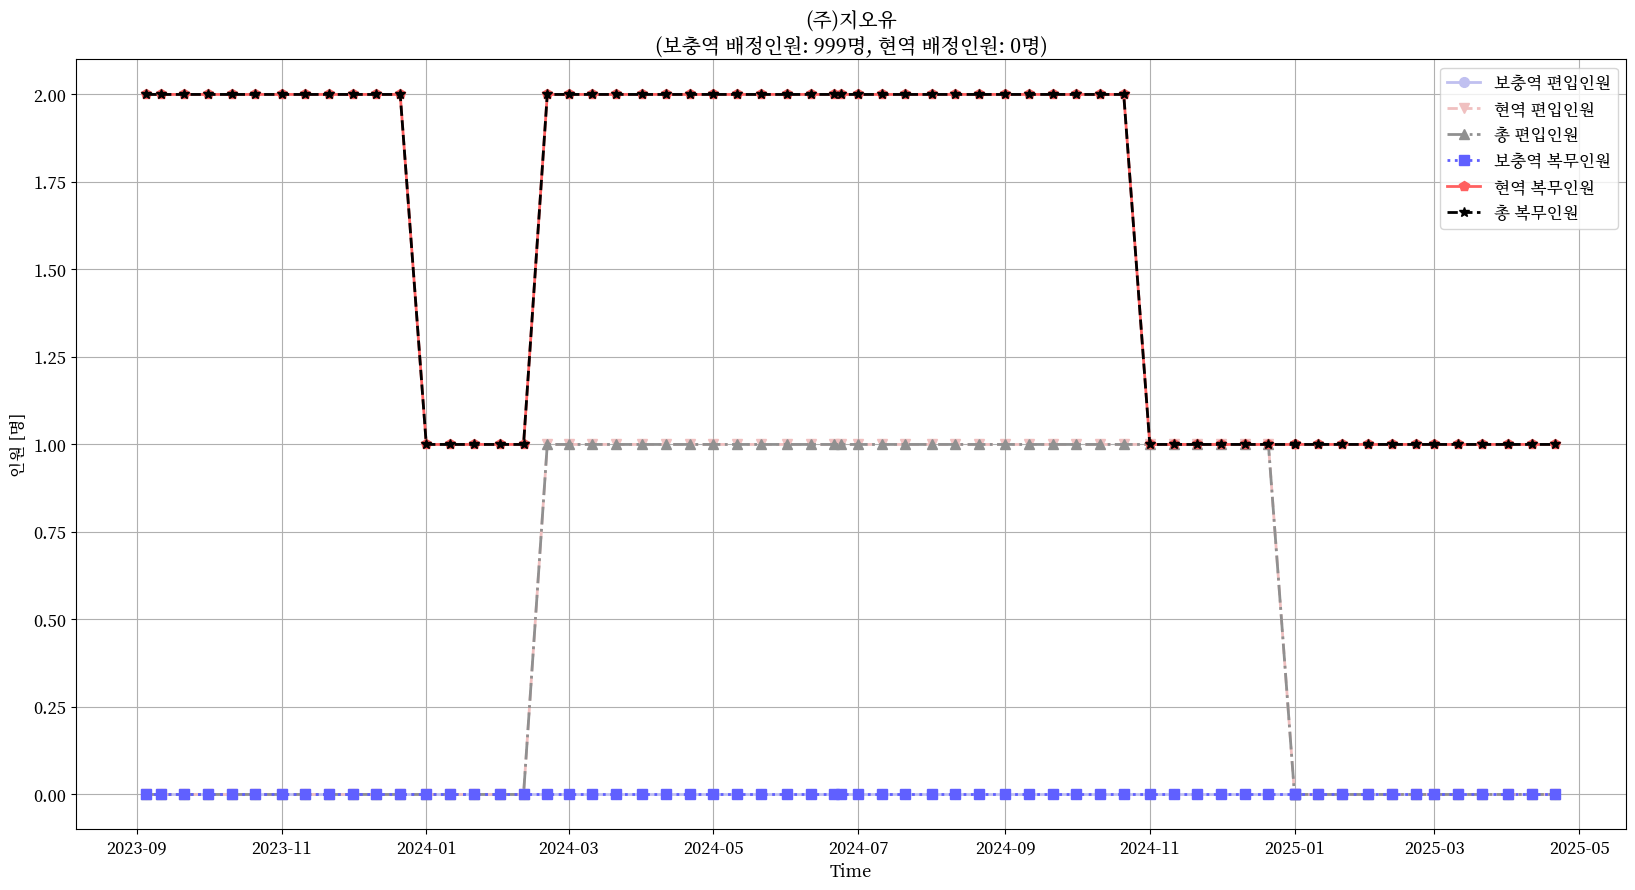 (주)지오유
(보충역 배정인원: 999명, 현역 배정인원: 0명)
보충역 편입인원
현역 편입인원
총 편입인원
보충역 복무인원
현역 복무인원
총 복무인원
인원 [명]
2.00
1.75
1.50
1.25
1.00
0.75
0.50
0.25
0.00
2023-09 2023-11 2024-01 2024-03 2024-05 2024-07 2024-09 2024-11 2025-01 2025-03 2025-05
Time